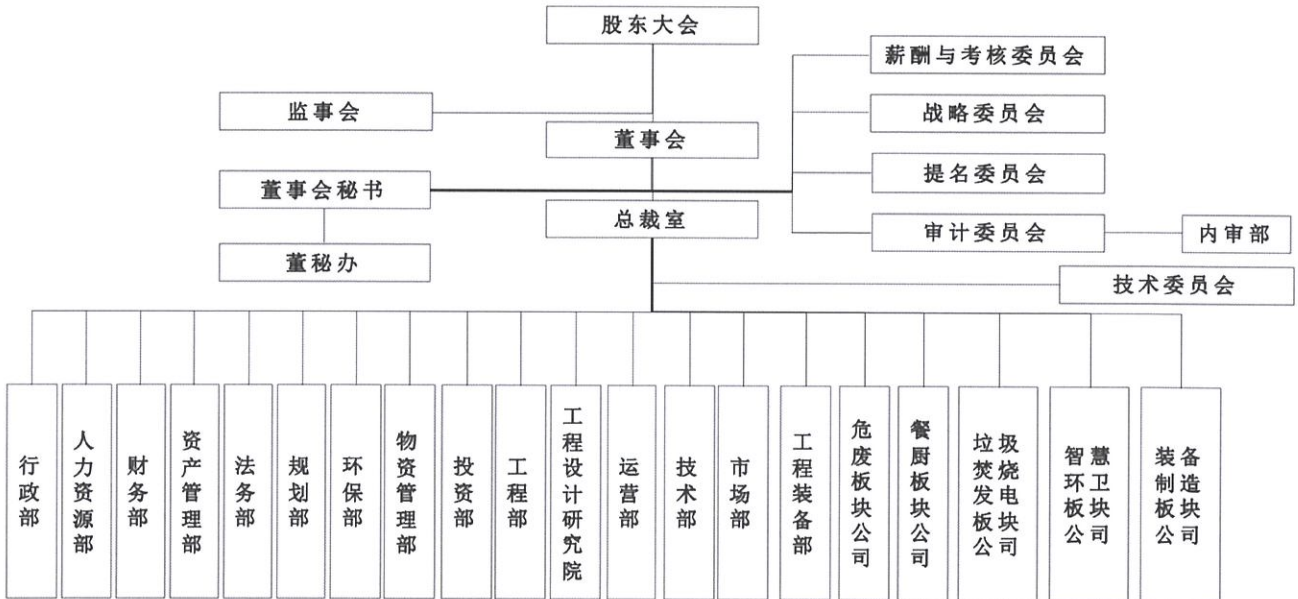 股东大会
薪酬与考核委员会
监事会
战略委员会
董事会
提名委员会
董事会秘书
总裁室
审计委员会
内审部
董秘办
技术委员会
行政部
人力资源部
财务部
资产管理部
法务部
规划部
环保部
物资管理部
投资部
工程部
工程设计研究院
运营部
技术部
市场部
工程装备部
危废板块公司
餐厨板块公司
垃圾焚烧发电板块公司
智慧环卫板块公司
装备制造板块公司